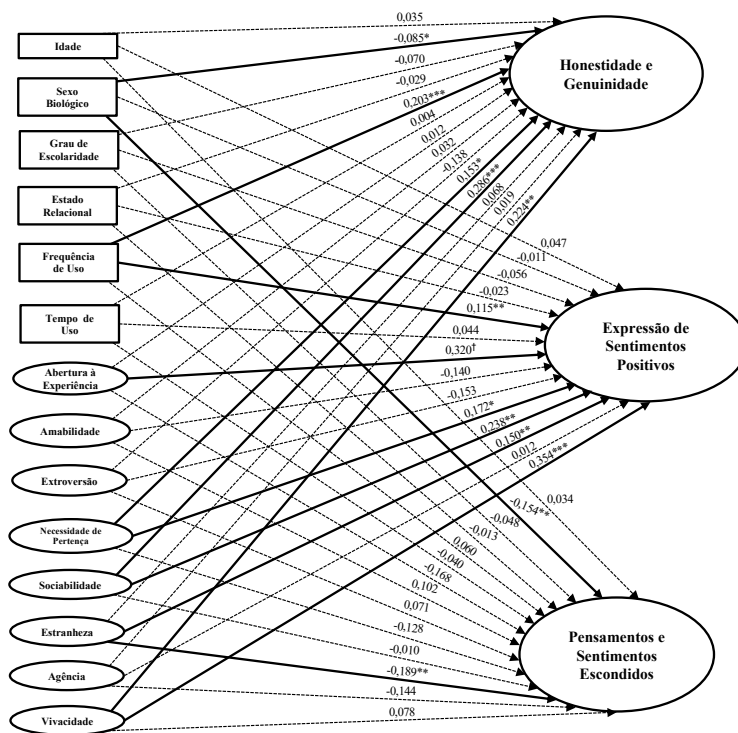 Idade
Sexo
Biológico
Grau de
Escolaridade
Estado
Relacional
Frequência
de Uso
Tempo de
Uso
Abertura à
Experiência
Amabilidade
Extroversão
Necessidade de
Pertença
Sociabilidade
Estranheza
Agência
Vivacidade
0,035
-0,085*
-0,070
-0,029
0,203***
0,004
0,012
0,032
-0,138
0,153*
0,286***
0,068
0,019
0,224**
Honestidade e
Genuinidade
0,047
-0,011
-0,056
-0,023
0,115**
0,044
0,320†
-0,140
-0,153
0,172*
0,238**
0,150**
0,012
0,354***
Expressão de
Sentimentos
Positivos
0,034
-0,154**
-0,048
-0,013
0,060
-0,040
-0,168
0,102
0,071
-0,128
-0,010
-0,189**
-0,144
0,078
Pensamentos e
Sentimentos
Escondidos